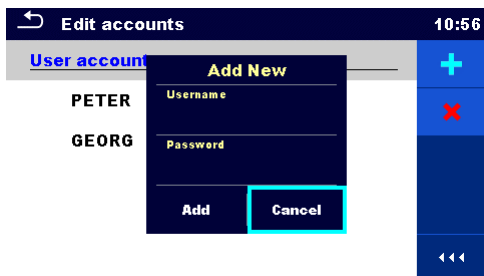 Edit accounts
10:56
User account
Add New
PETER
Username
GEORG
Password
Add
Cancel